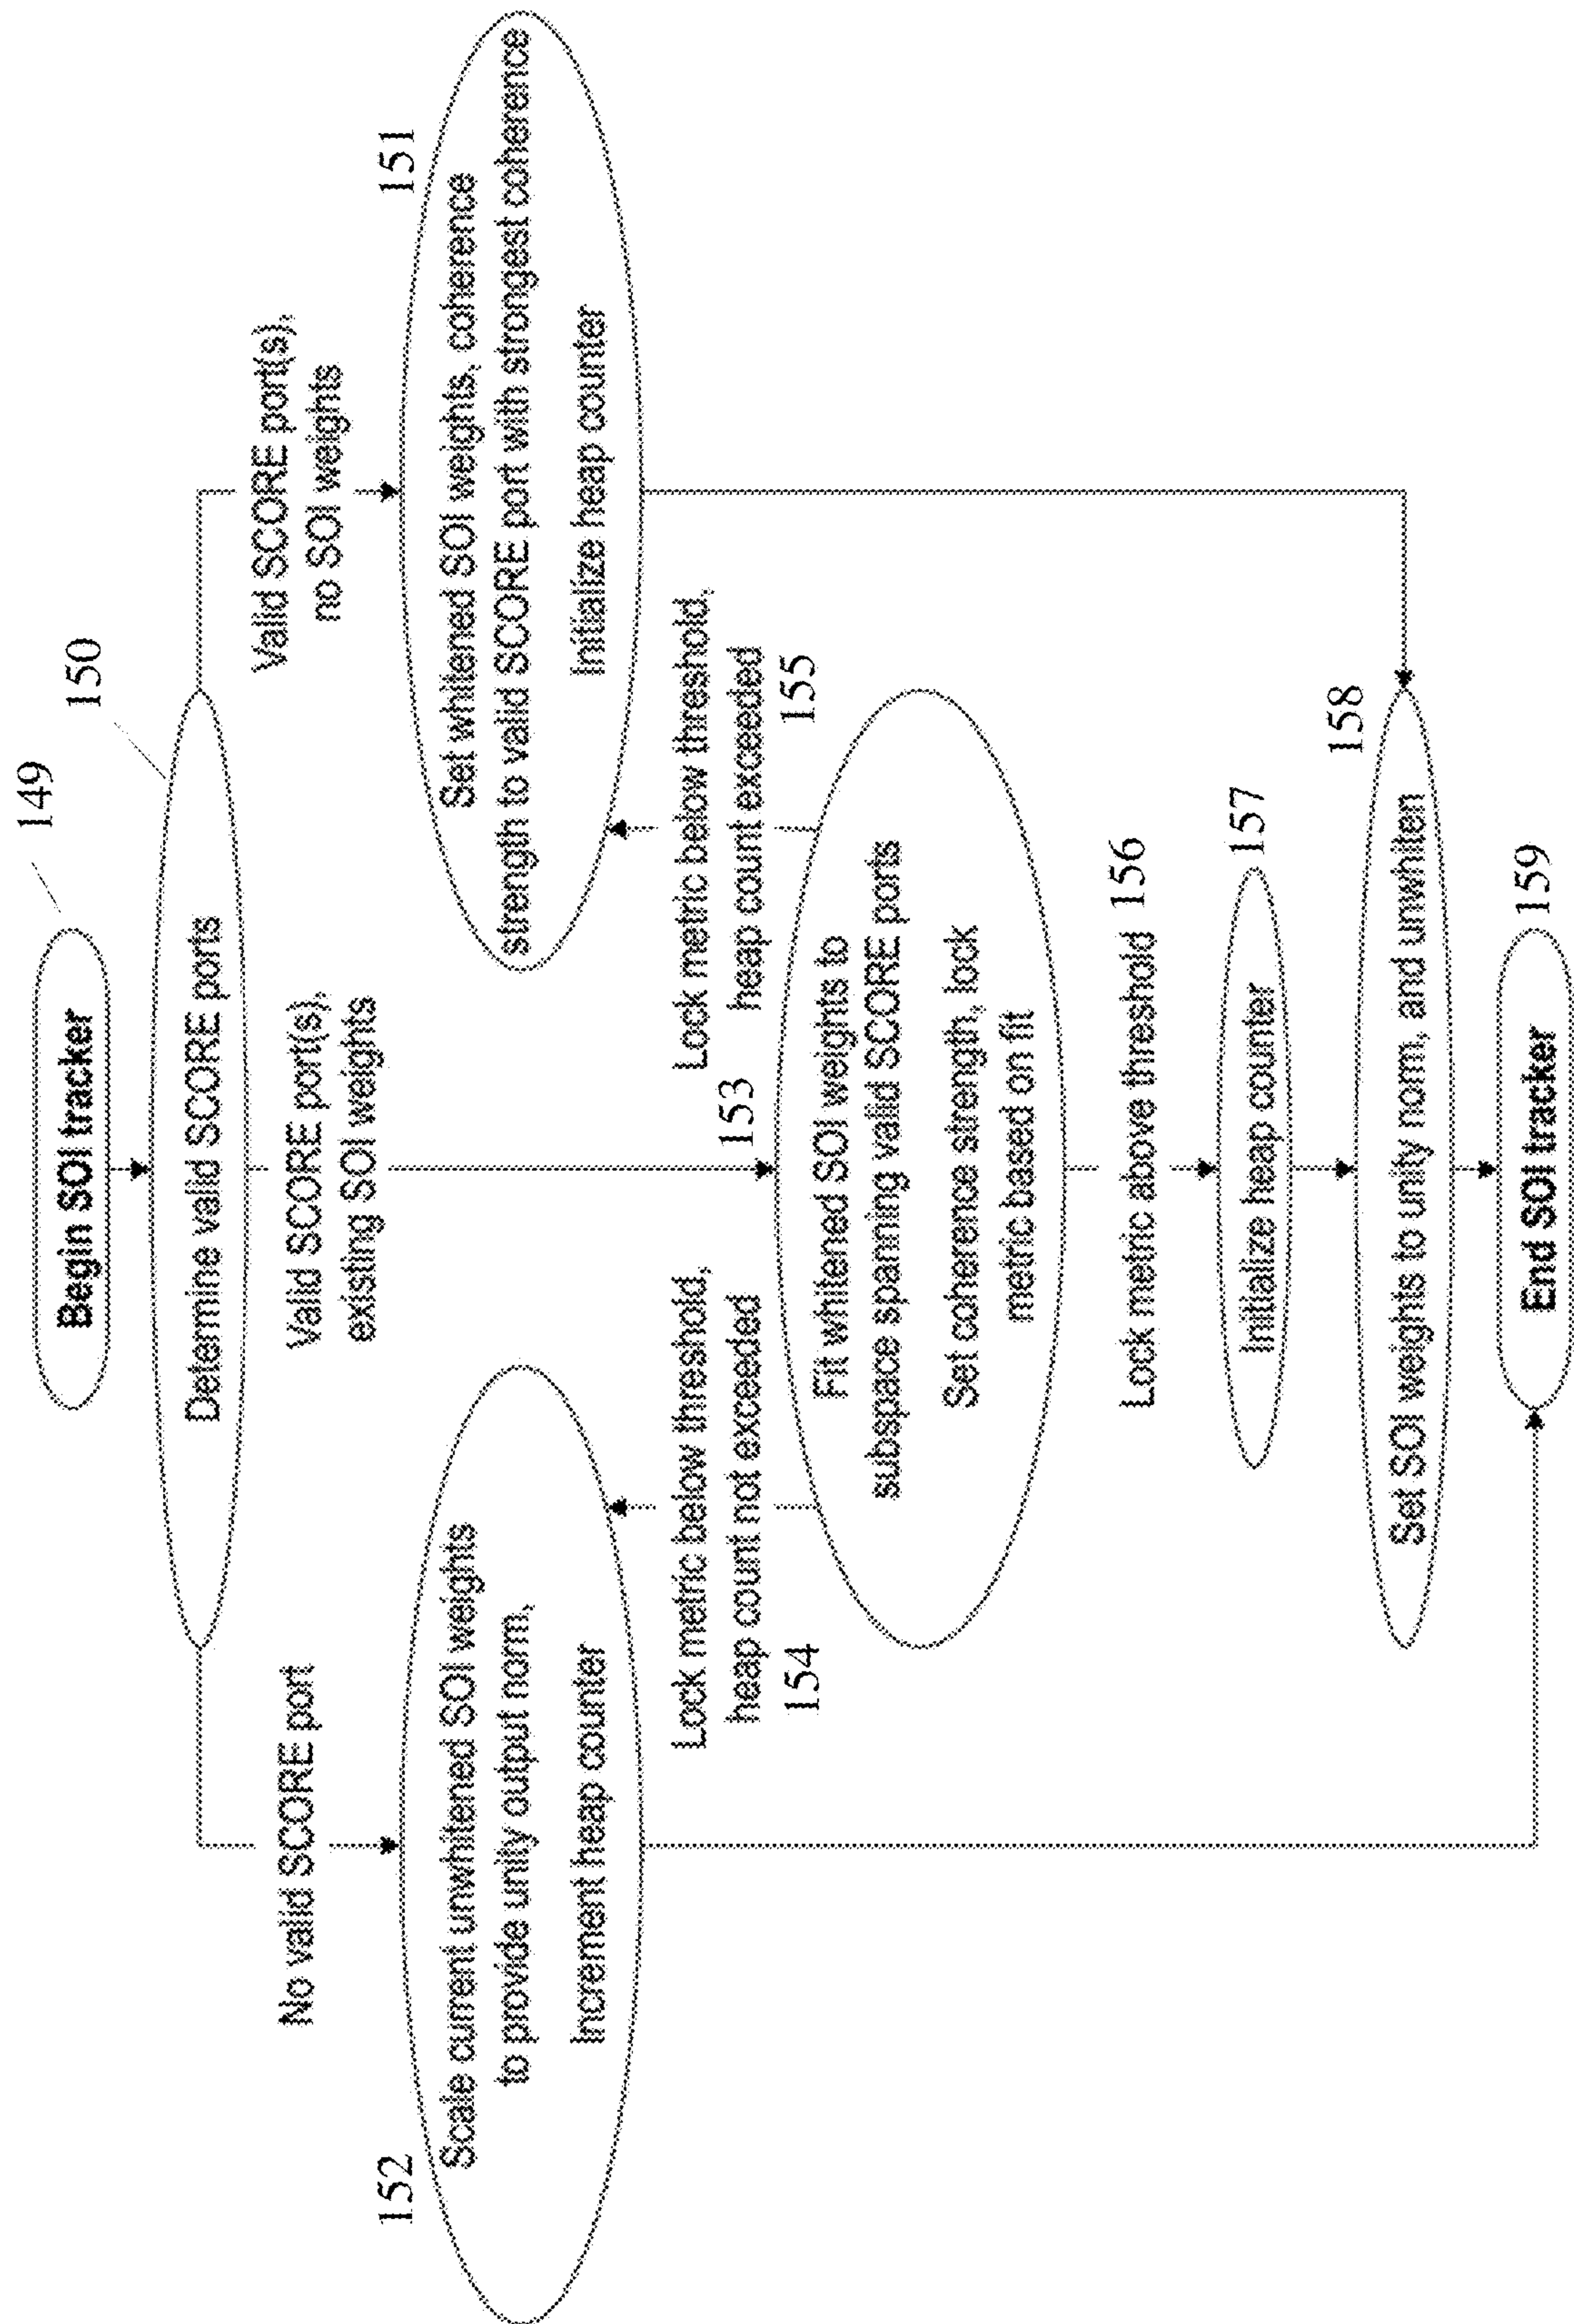 149
Begin SOI tracker
150
Determine valid SCORE ports
No valid SCORE port
Valid SCORE port(s),
existing SOI weights
Valid SCORE port(s),
no SOI weights
152
Scale current unwhitened SOI weights
to provide unity output norm,
Increment heap counter
151
Set whitened SOI weights, coherence
strength to valid SCORE port with strongest coherence
Initialize heap counter
Lock metric below threshold,
heap count not exceeded
154
153
Lock metric below threshold,
heap count exceeded
155
Fit whitened SOI weights to
subspace spanning valid SCORE ports
Set coherence strength, lock
metric based on fit
Lock metric above threshold 156
Initialize heap counter
157
158
Set SOI weights to unity norm, and unwhiten
End SOI tracker
159